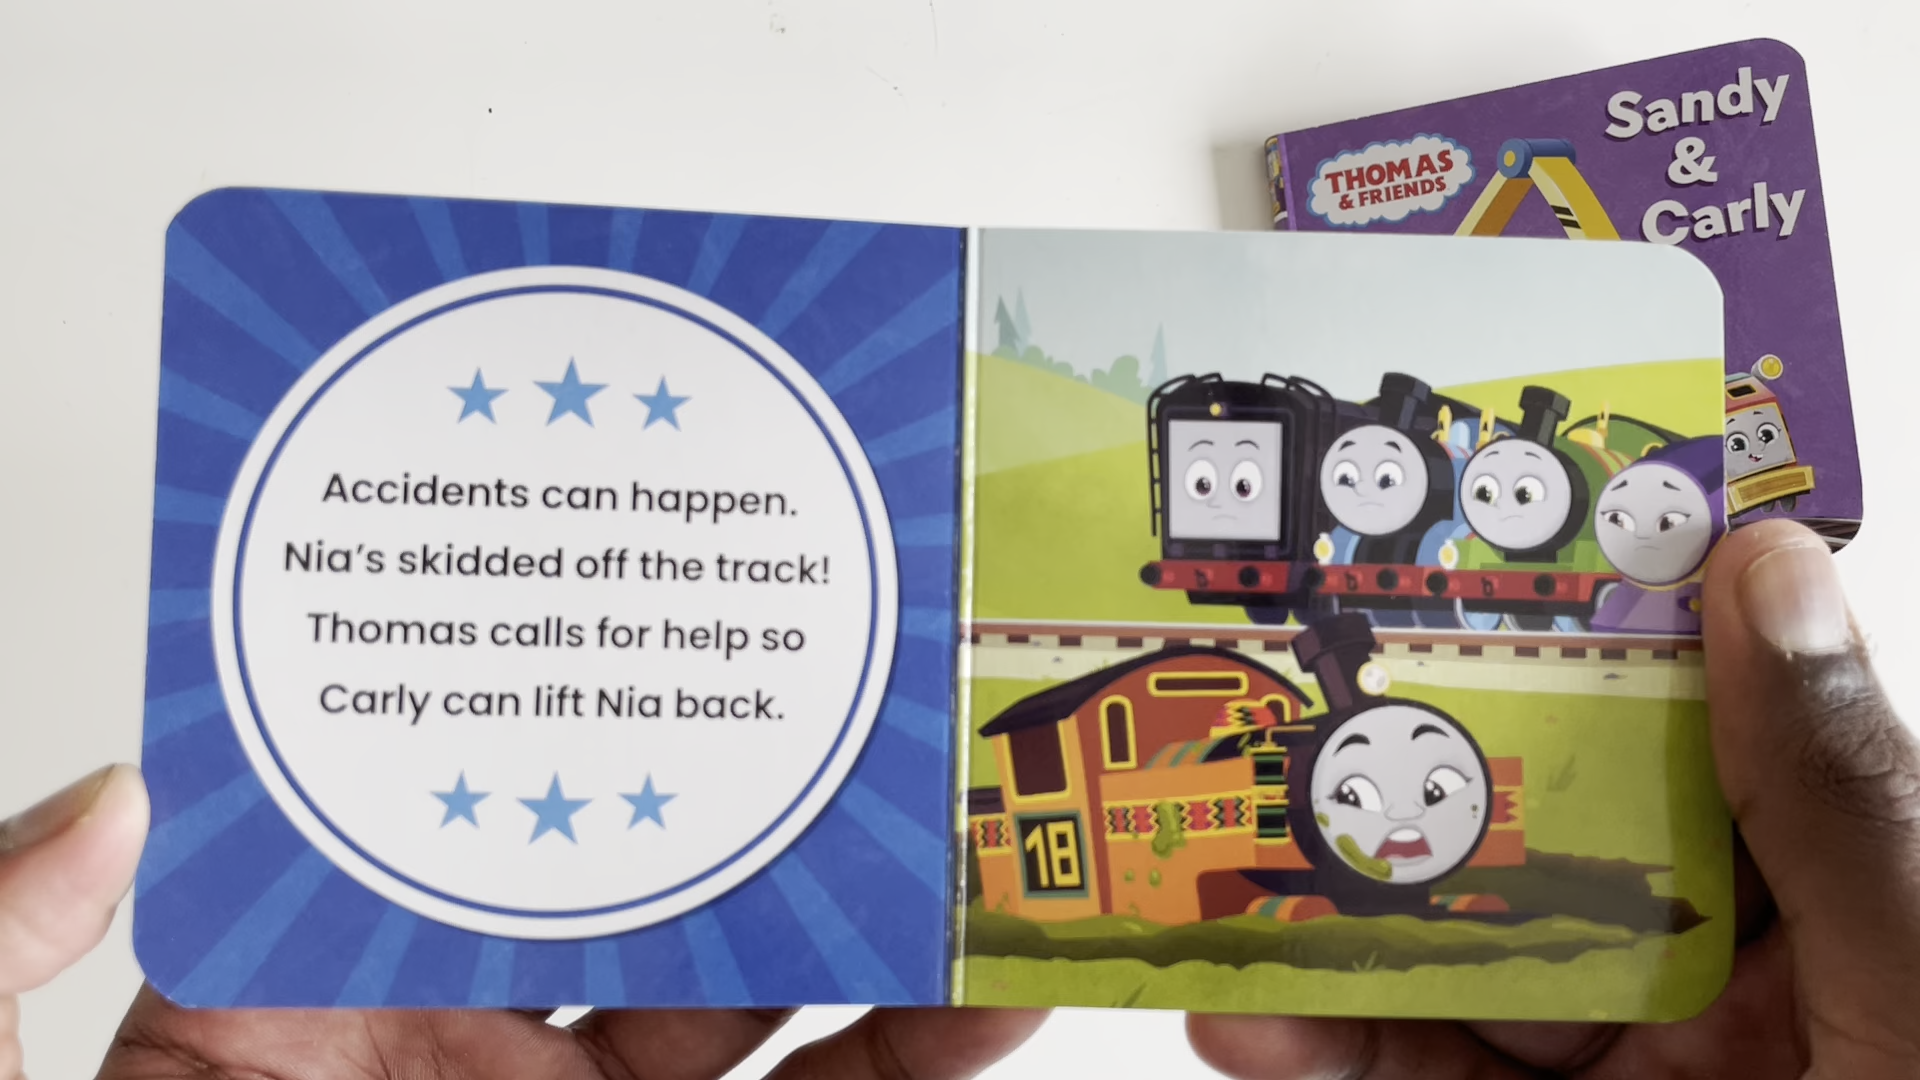 Accidents can happen.
Nia's skidded off the track!
Thomas calls for help so
Carly can lift Nia back.
18
THOMAS
& FRIENDS
Sandy
&
Carly